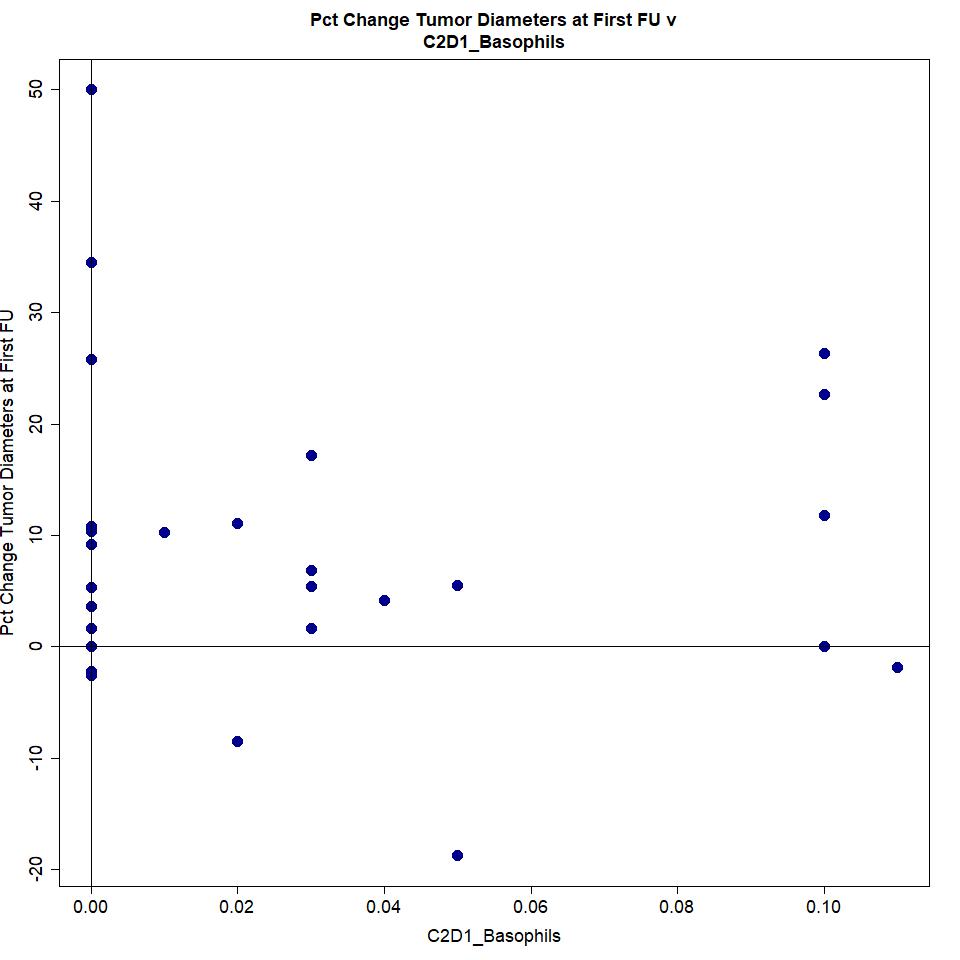 Pct Change Tumor Diameters at First FU v
C2D1_Basophils
Pct Change Tumor Diameters at First FU
50
40
30
20
10
0
-10
-20
0.00 0.02 0.04 0.06 0.08 0.10
C2D1_Basophils